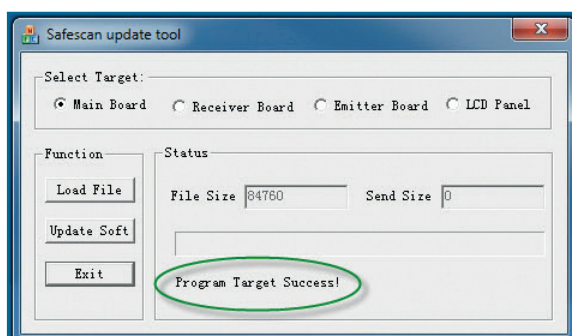 Safescan update tool
Select Target:
Main Board Receiver Board Emitter Board LCD Panel
Function
Status
Load File
File Size 84760 Send Size 0
Update Soft
Exit
Program Target Success!